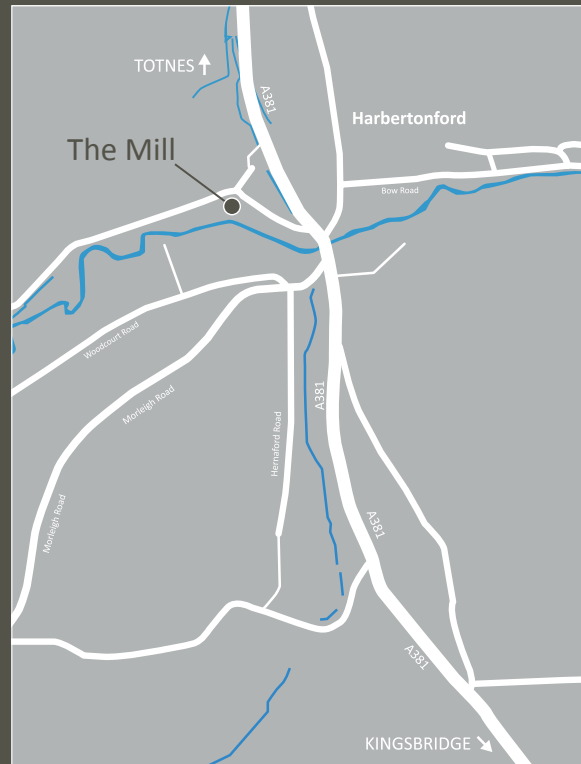 TOTNES
A381
Harbertonford
The Mill
Bow Road
Woodcourt Road
Morleigh Road
A381
Hernaford Road
Morleigh Road
A381
A381
KINGSBRIDGE